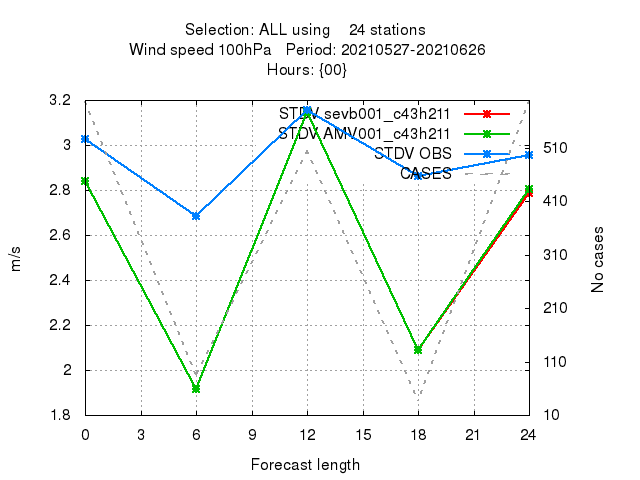 Selection: ALL using 24 stations
Wind speed 100hPa Period: 20210527-20210626
Hours: {00}
STDV sevb001_c43h211
STDV AMV001_c43h211
STDV OBS
CASES
3.2
3
2.8
2.6
2.4
2.2
2
1.8
m/s
510
410
310
210
110
10
No cases
0 3 6 9 12 15 18 21 24
Forecast length